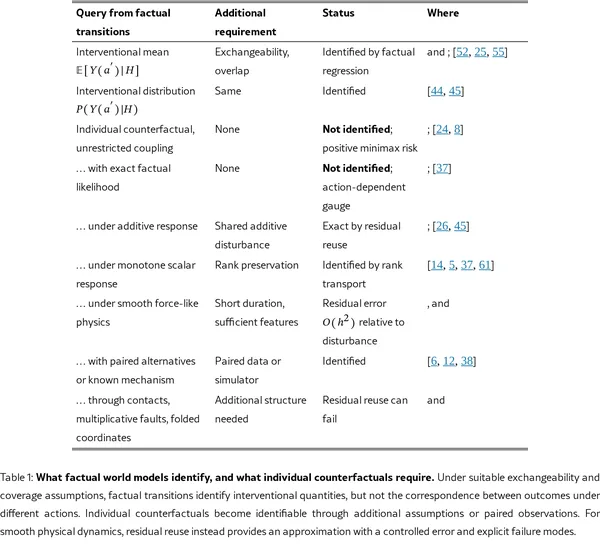 Query from factual Additional Status Where
transitions requirement
Interventional mean Exchangeability, Status Identified by factual and ; [52, 25, 55]
𝔼[Y(a′)|H] overlap regression
Interventional distribution Same Identified [44, 45]
P(Y(a′)|H)
Individual counterfactual, None Not identified; ; [24, 8]
unrestricted coupling positive minimax risk
… with exact factual None Not identified; ; [37]
likelihood action-dependent
gauge
… under additive response Shared additive Exact by residual ; [26, 45]
disturbance reuse
… under monotone scalar Rank preservation Identified by rank [14, 5, 37, 61]
response transport
… under smooth force-like Short duration, Residual error , and
physics sufficient features O(h²) relative to
disturbance
… with paired alternatives Paired data or Identified [6, 12, 38]
or known mechanism simulator
… through contacts, Additional structure Residual reuse can and
multiplicative faults, folded needed fail
coordinates
Table 1: What factual world models identify, and what individual counterfactuals require. Under suitable exchangeability and
coverage assumptions, factual transitions identify interventional quantities, but not the correspondence between outcomes under
different actions. Individual counterfactuals become identifiable through additional assumptions or paired observations. For
smooth physical dynamics, residual reuse instead provides an approximation with a controlled error and explicit failure modes.